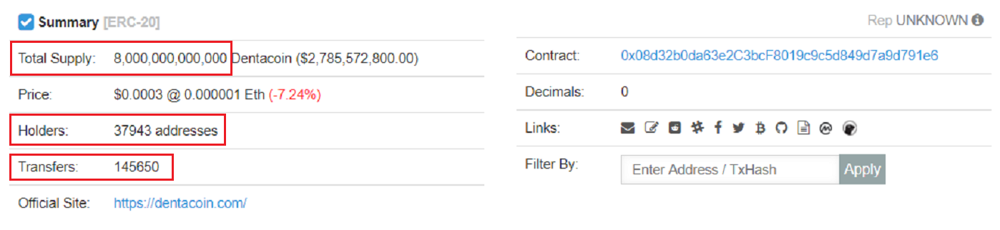 Summary [ERC-20]
Total Supply: 8,000,000,000,000 Dentacoin ($2,785,572,800.00)
Price: $0.0003 @ 0.000001 Eth (-7.24%)
Holders: 37943 addresses
Transfers: 145650
Official Site: https://dentacoin.com/
Rep UNKNOWN
Contract: 0x08d32b0da63e2C3bcF8019c9c5d849d7a9d791e6
Decimals: 0
Links:
Filter By: Enter Address / TxHash Apply